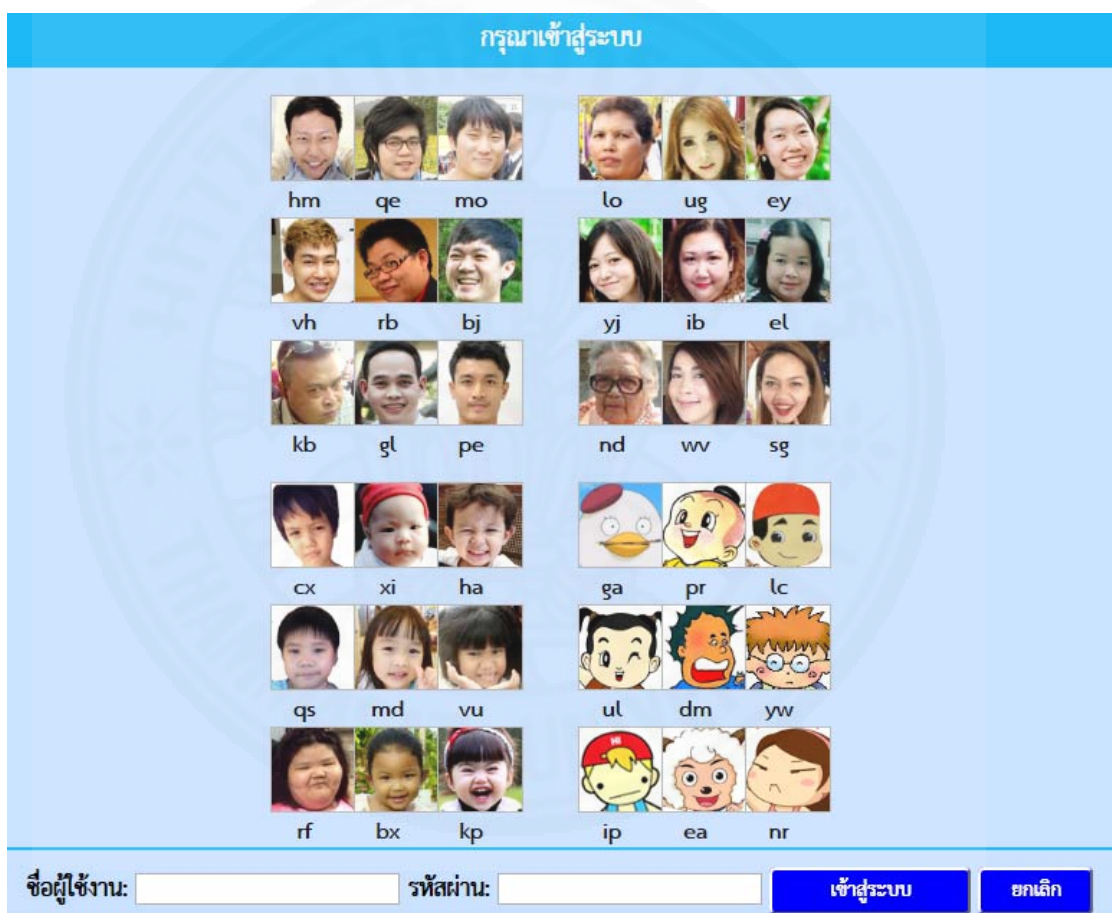 กรุณาเข้าสู่ระบบ
hm qe mo lo ug ey
vh rb bj yj ib el
kb gl pe nd wv sg
cx xi ha ga pr lc
qs md vu ul dm yw
HI
rf bx kp ip ea nr
ชื่อผู้ใช้งาน: รหัสผ่าน: เข้าสู่ระบบ ยกเลิก